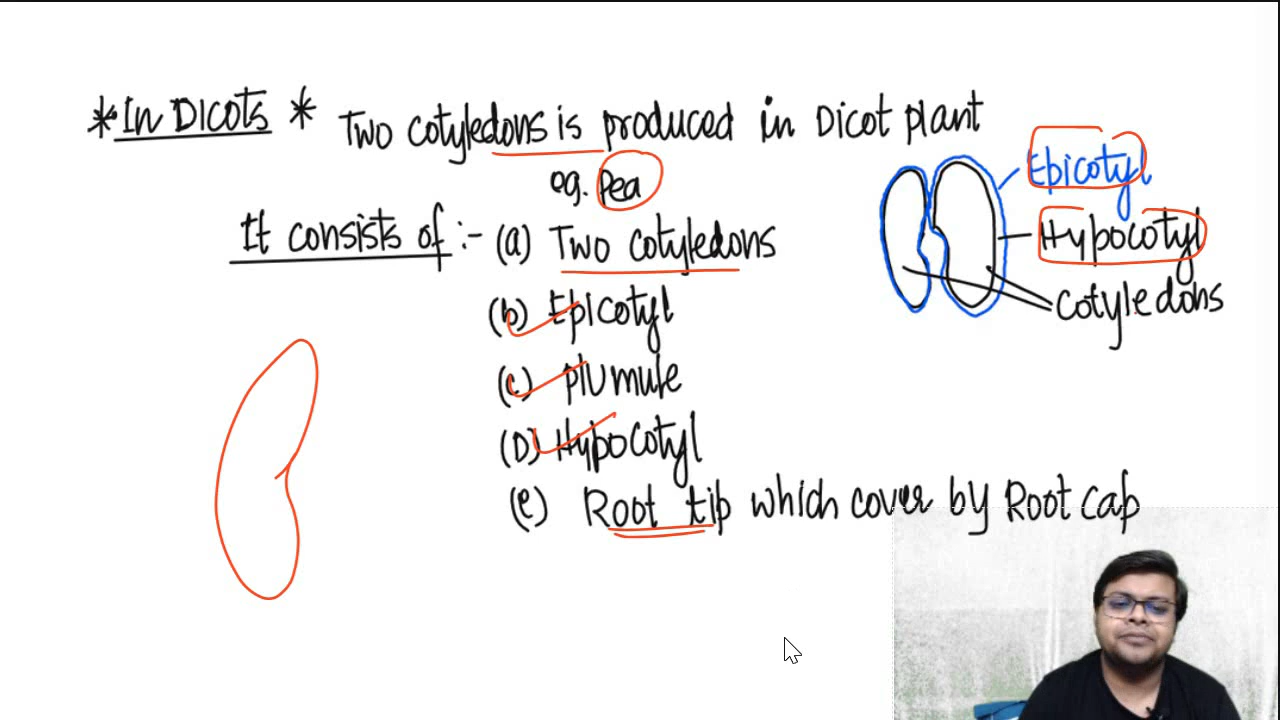 *In DICOTS * Two cotyledons is produced in Dicot plant
eg. Pea
It consists of :- (a) Two cotyledons
(b) Epicotyl
(c) plumule
(D) Hypocotyl
(e) Root tip which cover by Root cap
Epicotyl
Hypocotyl
Cotyledons